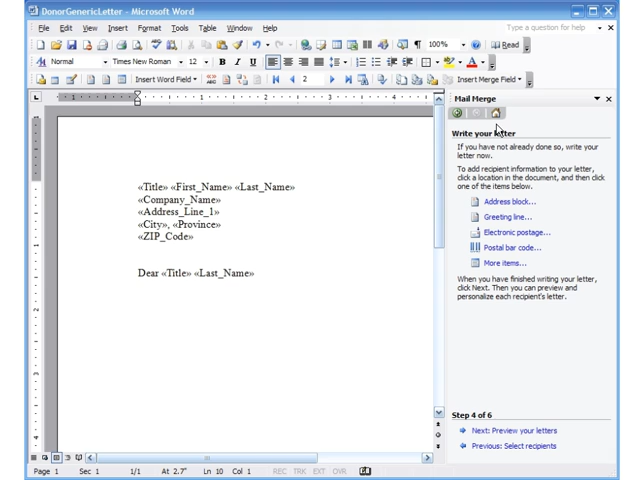 DonorGenericLetter - Microsoft Word
File Edit View Insert Format Tools Table Window Help
Type a question for help
100% Read
Normal Times New Roman 12 B I U
Insert Word Field 2 Insert Merge Field
Mail Merge
Write your letter
If you have not already done so, write your
letter now.
To add recipient information to your letter,
click a location in the document, and then click
one of the items below.
Address block...
Greeting line...
Electronic postage...
Postal bar code...
More items...
When you have finished writing your letter,
click Next. Then you can preview and
personalize each recipient's letter.
«Title» «First_Name» «Last_Name»
«Company_Name»
«Address_Line_1»
«City», «Province»
«ZIP_Code»
Dear «Title» «Last_Name»
Step 4 of 6
Next: Preview your letters
Previous: Select recipients
Page 1 Sec 1 1/1 At 2.7" Ln 10 Col 1 REC TRK EXT OVR